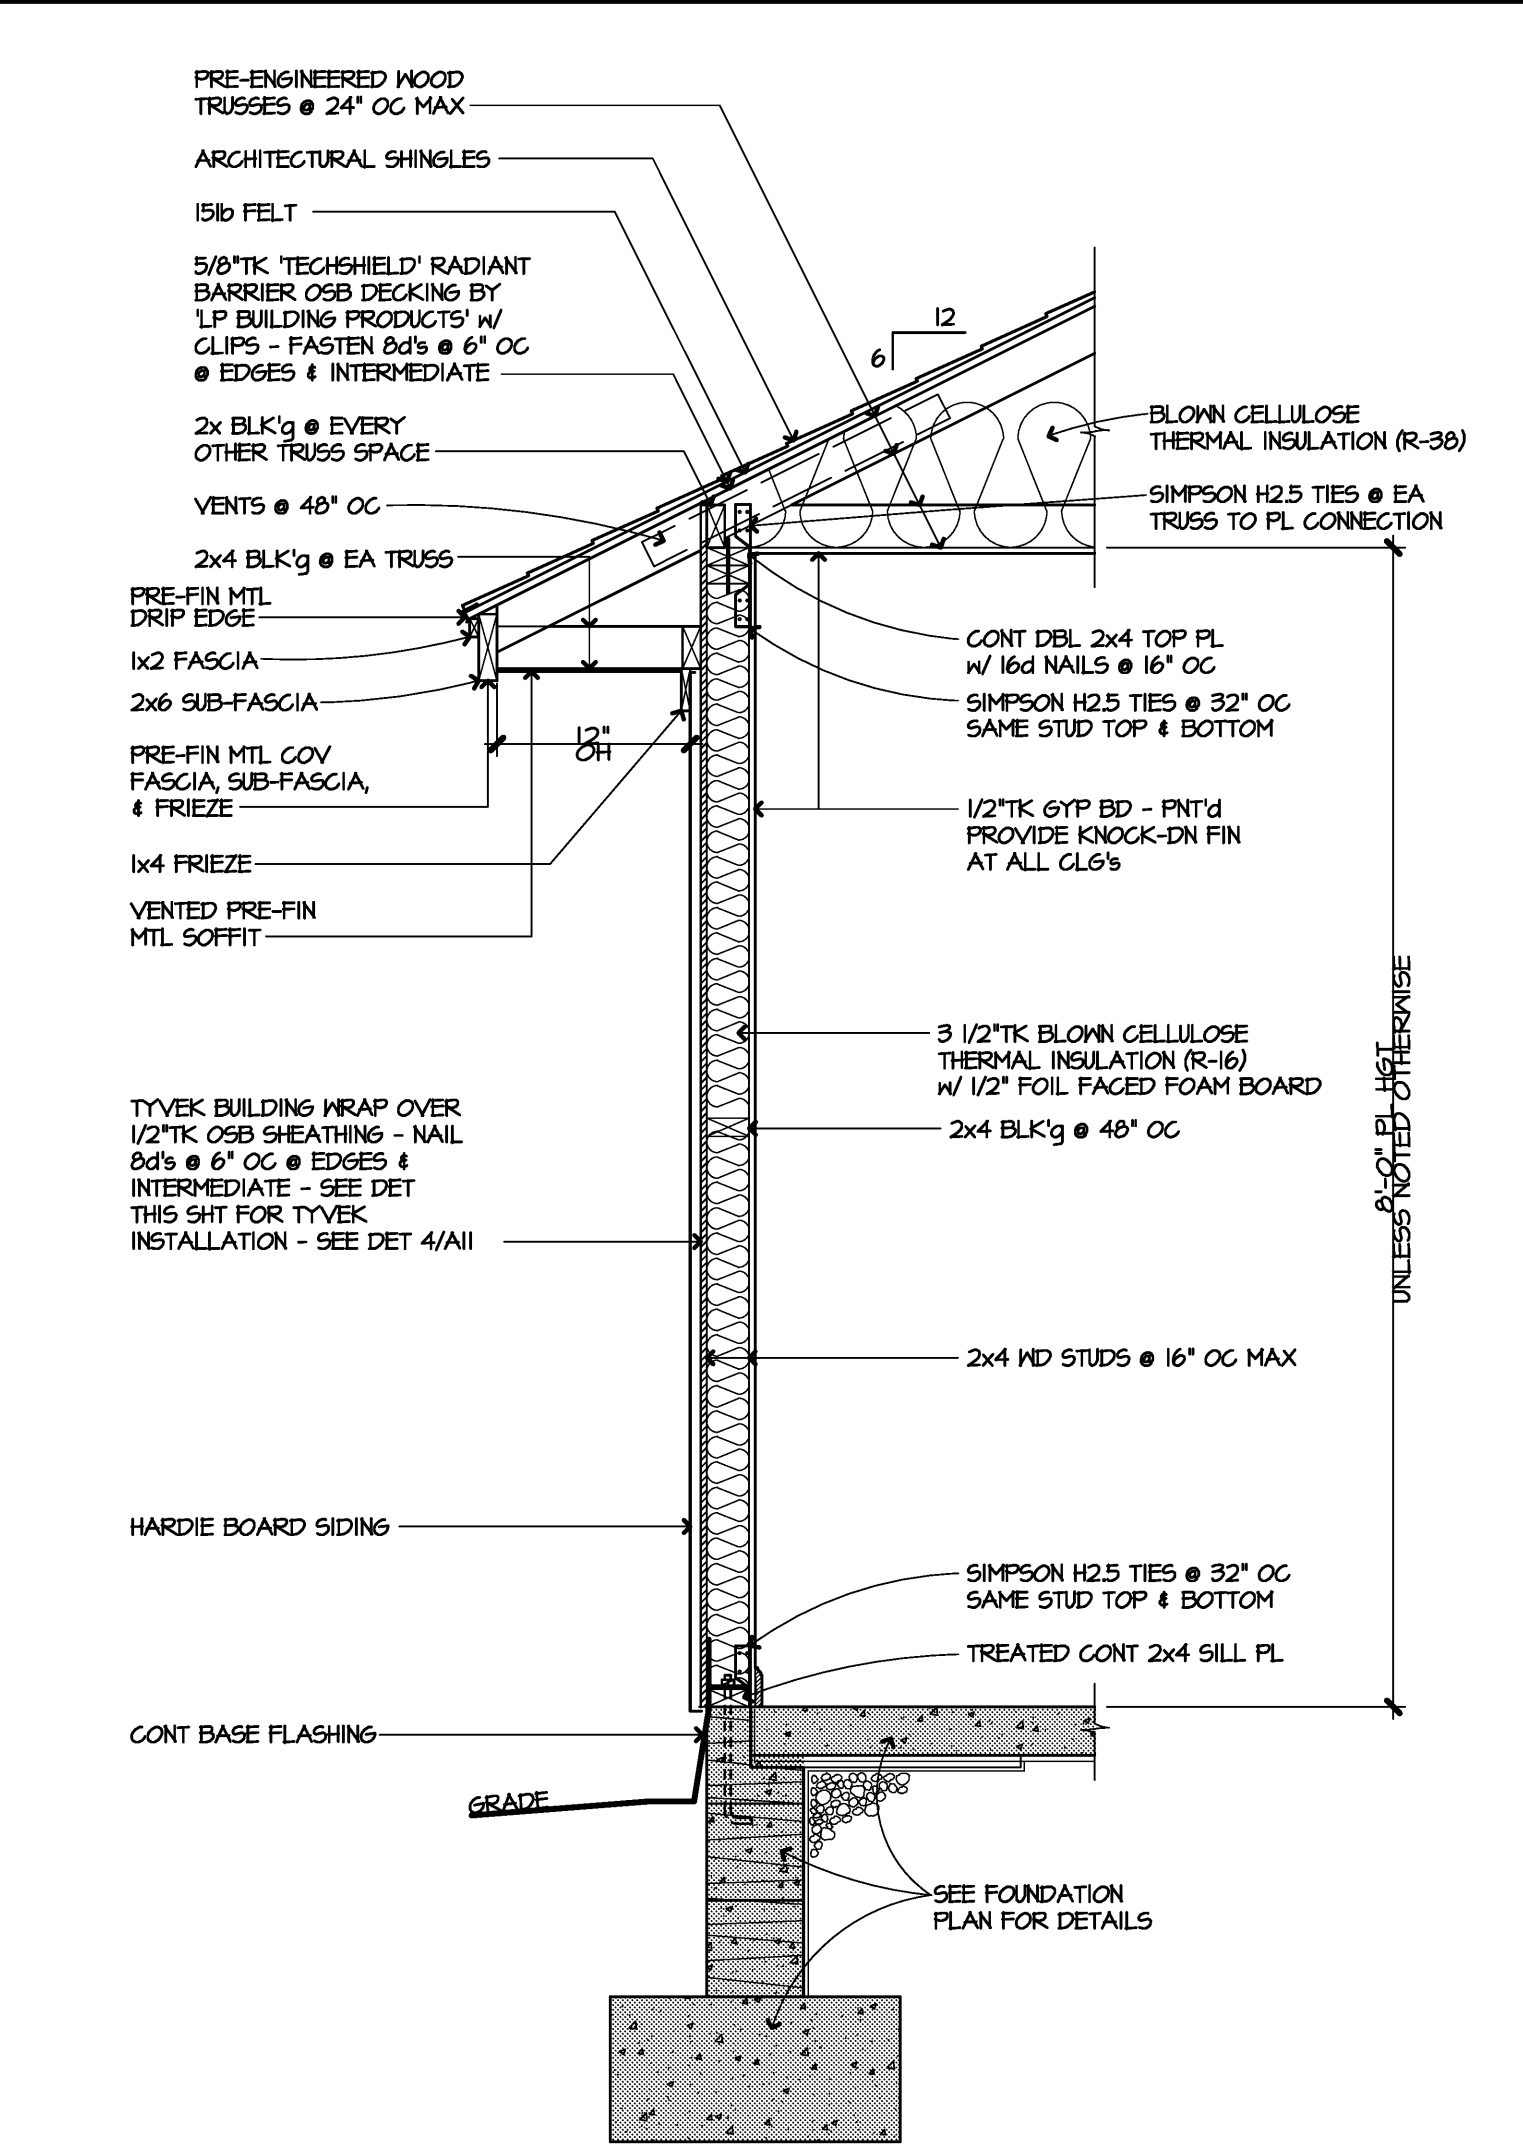 PRE-ENGINEERED WOOD
TRUSSES @ 24" OC MAX
ARCHITECTURAL SHINGLES
15lb FELT
5/8"TK 'TECHSHIELD' RADIANT
BARRIER OSB DECKING BY
'LP BUILDING PRODUCTS' w/
CLIPS - FASTEN 8d's @ 6" OC
@ EDGES & INTERMEDIATE
2x BLK'g @ EVERY
OTHER TRUSS SPACE
VENTS @ 48" OC
2x4 BLK'g @ EA TRUSS
PRE-FIN MTL
DRIP EDGE
1x2 FASCIA
2x6 SUB-FASCIA
PRE-FIN MTL COV
FASCIA, SUB-FASCIA,
& FRIEZE
1x4 FRIEZE
VENTED PRE-FIN
MTL SOFFIT
12"
OH
12
6
BLOWN CELLULOSE
THERMAL INSULATION (R-38)
SIMPSON H2.5 TIES @ EA
TRUSS TO PL CONNECTION
CONT DBL 2x4 TOP PL
w/ 16d NAILS @ 16" OC
SIMPSON H2.5 TIES @ 32" OC
SAME STUD TOP & BOTTOM
1/2"TK GYP BD - PNT'd
PROVIDE KNOCK-DN FIN
AT ALL CLG's
3 1/2"TK BLOWN CELLULOSE
THERMAL INSULATION (R-16)
w/ 1/2" FOIL FACED FOAM BOARD
2x4 BLK'g @ 48" OC
8'-0" PL HGT
UNLESS NOTED OTHERWISE
TYVEK BUILDING WRAP OVER
1/2"TK OSB SHEATHING - NAIL
8d's @ 6" OC @ EDGES &
INTERMEDIATE - SEE DET
THIS SHT FOR TYVEK
INSTALLATION - SEE DET 4/A11
2x4 WD STUDS @ 16" OC MAX
HARDIE BOARD SIDING
SIMPSON H2.5 TIES @ 32" OC
SAME STUD TOP & BOTTOM
TREATED CONT 2x4 SILL PL
CONT BASE FLASHING
GRADE
SEE FOUNDATION
PLAN FOR DETAILS